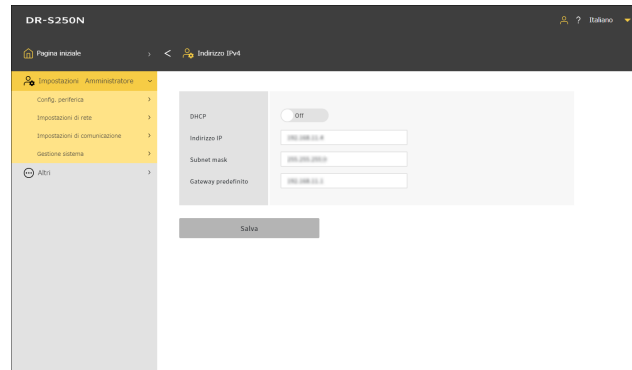 DR-S250N
? Italiano
Pagina iniziale
Indirizzo IPv4
Impostazioni Amministratore
Config. periferica
Impostazioni di rete
Impostazioni di comunicazione
Gestione sistema
Altri
DHCP Off
Indirizzo IP
Subnet mask
Gateway predefinito
Salva